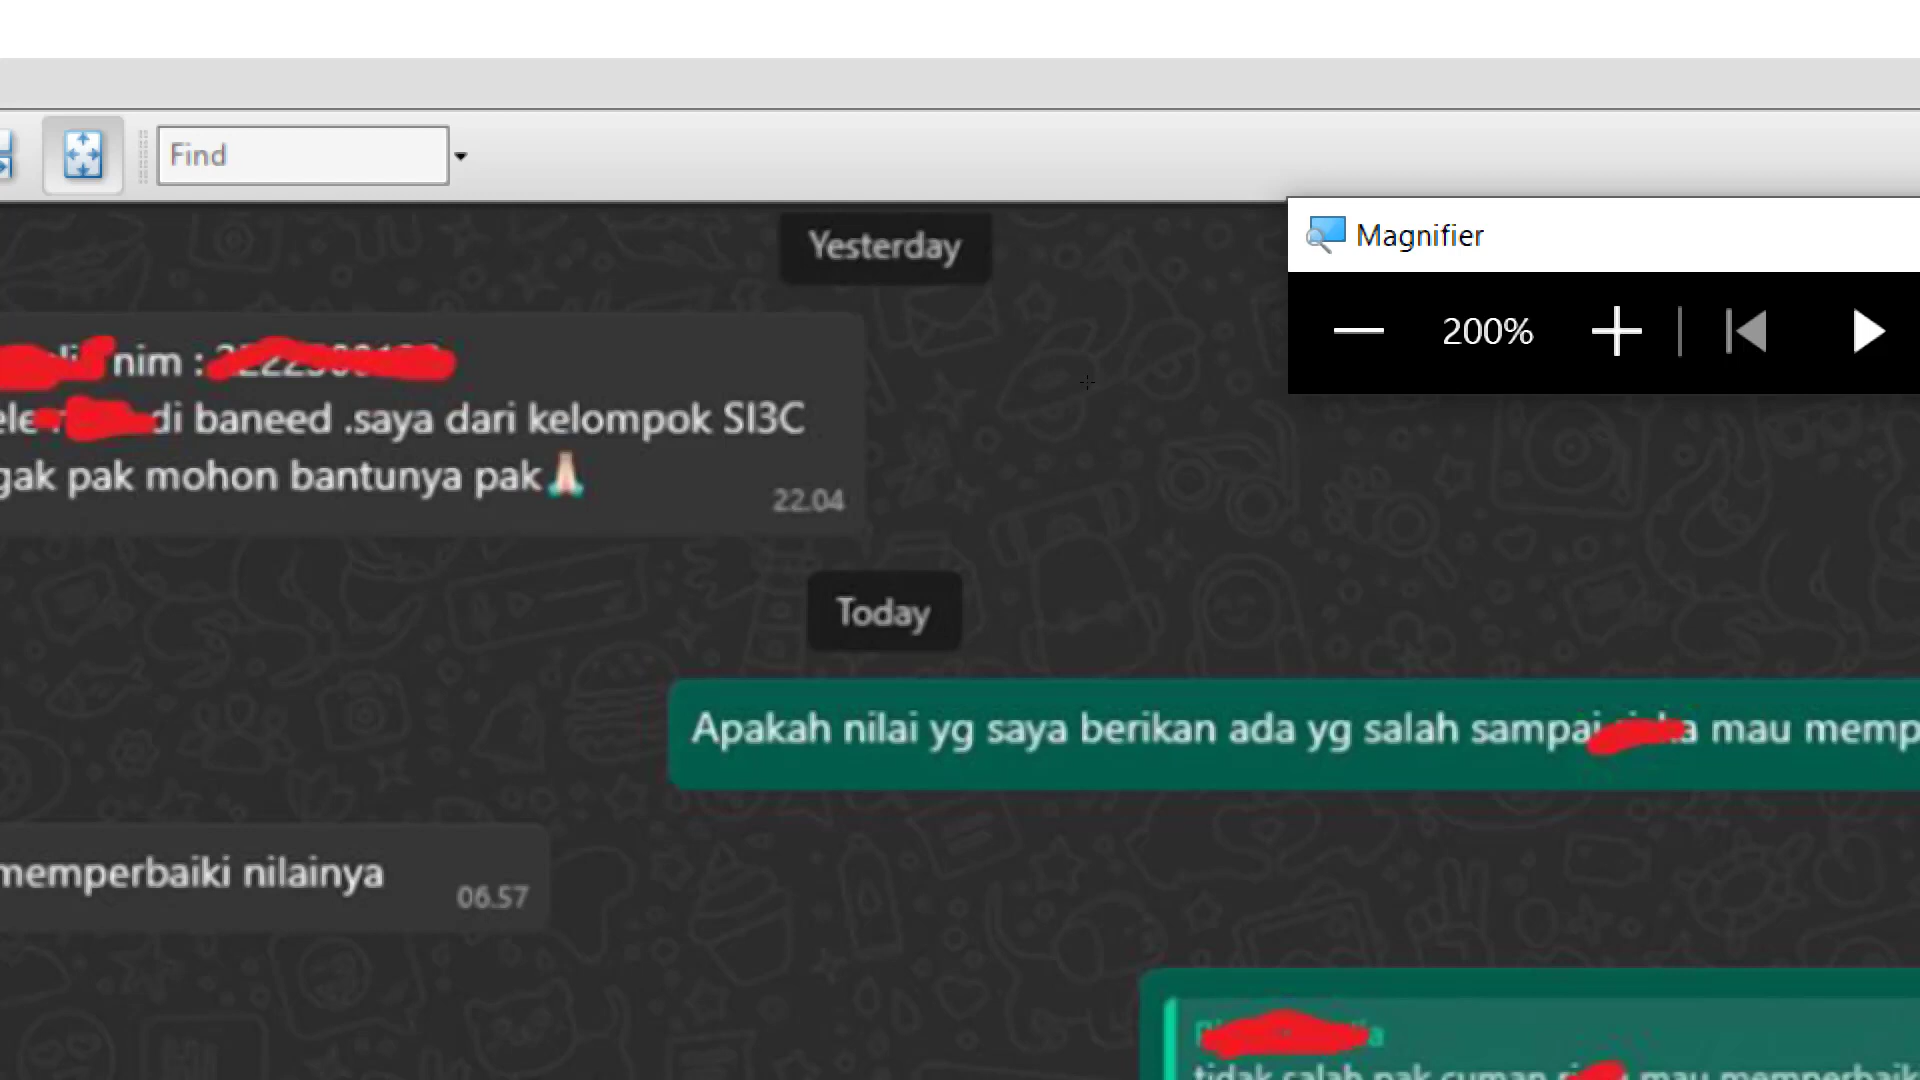 Find
Yesterday
Magnifier
200%
nim :
di baneed .saya dari kelompok SI3C
pak mohon bantunya pak🙏🏻
22.04
Today
Apakah nilai yg saya berikan ada yg salah sampai mau
memperbaiki nilainya
06.57
tidak salah pak cuman mau memperbaik